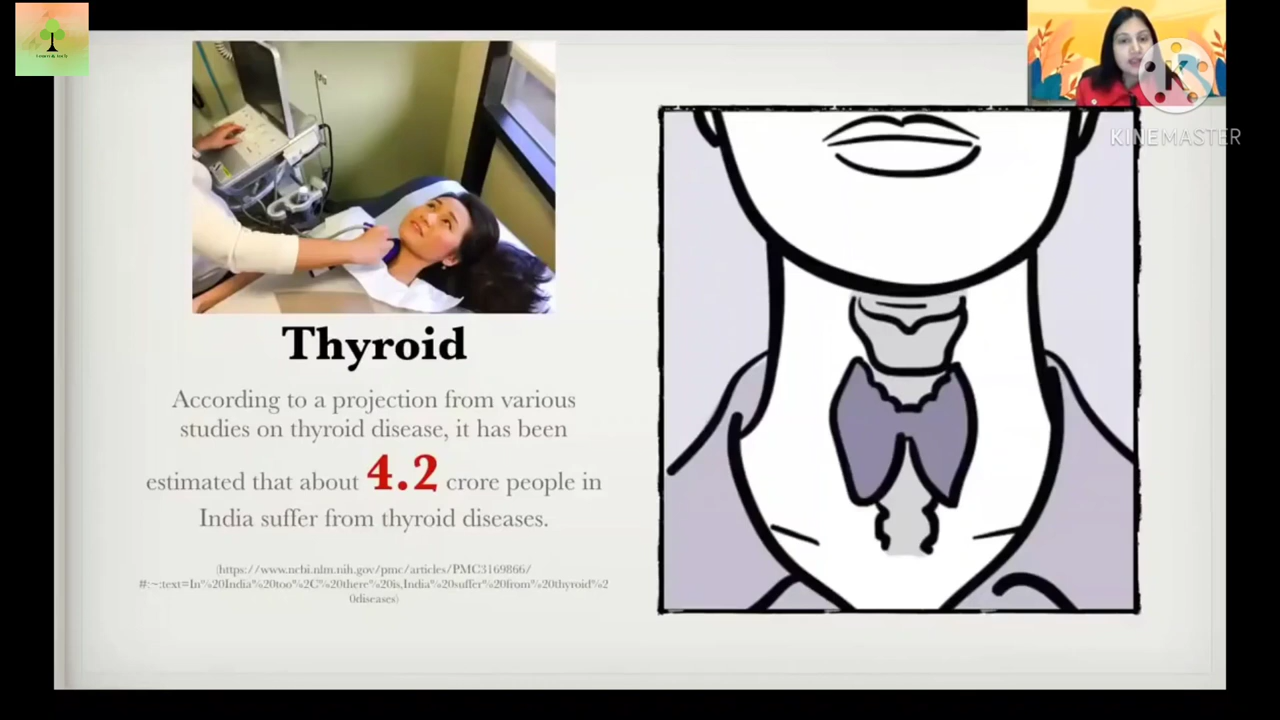 KINEMASTER
Thyroid
According to a projection from various
studies on thyroid disease, it has been
estimated that about 4.2 crore people in
India suffer from thyroid diseases.
(https://www.ncbi.nlm.nih.gov/pmc/articles/PMC3169866/
#:~:text=In%20India%20too%2C%20there%20is,India%20suffer%20from%20thyroid%2
0diseases)